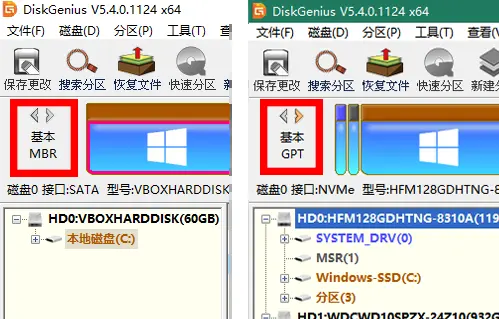 DiskGenius V5.4.0.1124 x64
文件(F) 磁盘(D) 分区(P) 工具(T) 查
保存更改 搜索分区 恢复文件 快速分区
基本
MBR
磁盘0 接口:SATA 型号:VBOXHARDDISK
HD0:VBOXHARDDISK(60GB)
本地磁盘(C:)
DiskGenius V5.4.0.1124 x64
文件(F) 磁盘(D) 分区(P) 工具(T) 查看(V
保存更改 搜索分区 恢复文件 快速分区 新建分
基本
GPT
磁盘0 接口:NVMe 型号:HFM128GDHTNG-8
HD0:HFM128GDHTNG-8310A(119
SYSTEM_DRV(0)
MSR(1)
Windows-SSD(C:)
分区(3)
HD1:WDCWD10SPZX-24Z10(932G